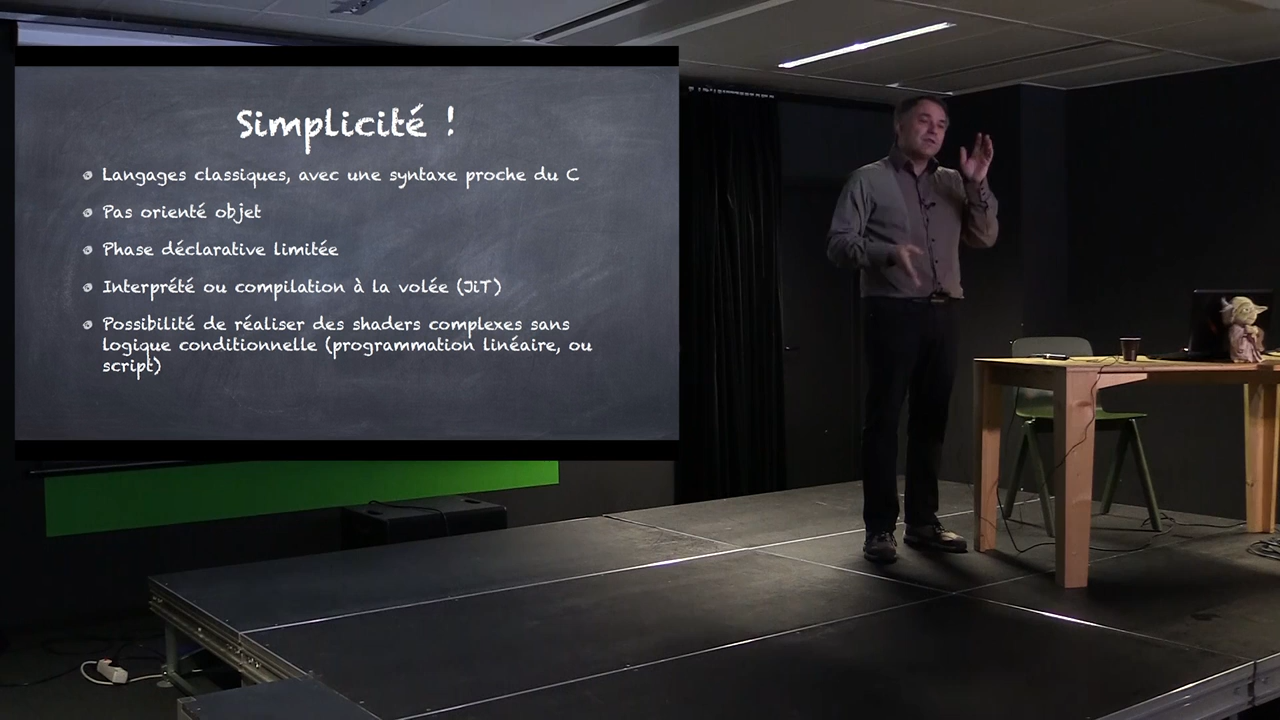 Simplicité !
Langages classiques, avec une syntaxe proche du C
Pas orienté objet
Phase déclarative limitée
Interprété ou compilation à la volée (JiT)
Possibilité de réaliser des shaders complexes sans
logique conditionnelle (programmation linéaire, ou
script)